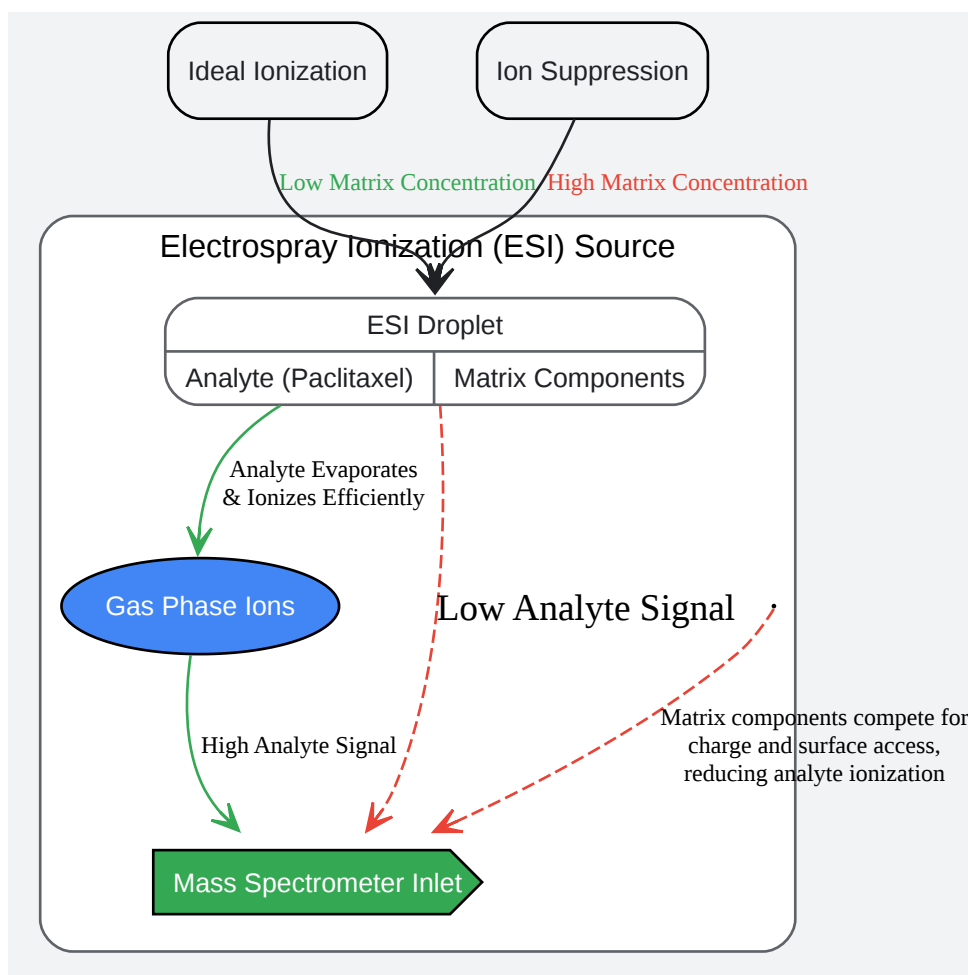 Ideal Ionization
Ion Suppression
Low Matrix Concentration
High Matrix Concentration
Electrospray Ionization (ESI) Source
ESI Droplet
Analyte (Paclitaxel)
Matrix Components
Analyte Evaporates
& Ionizes Efficiently
Gas Phase Ions
Low Analyte Signal
High Analyte Signal
Matrix components compete for
charge and surface access,
reducing analyte ionization
Mass Spectrometer Inlet